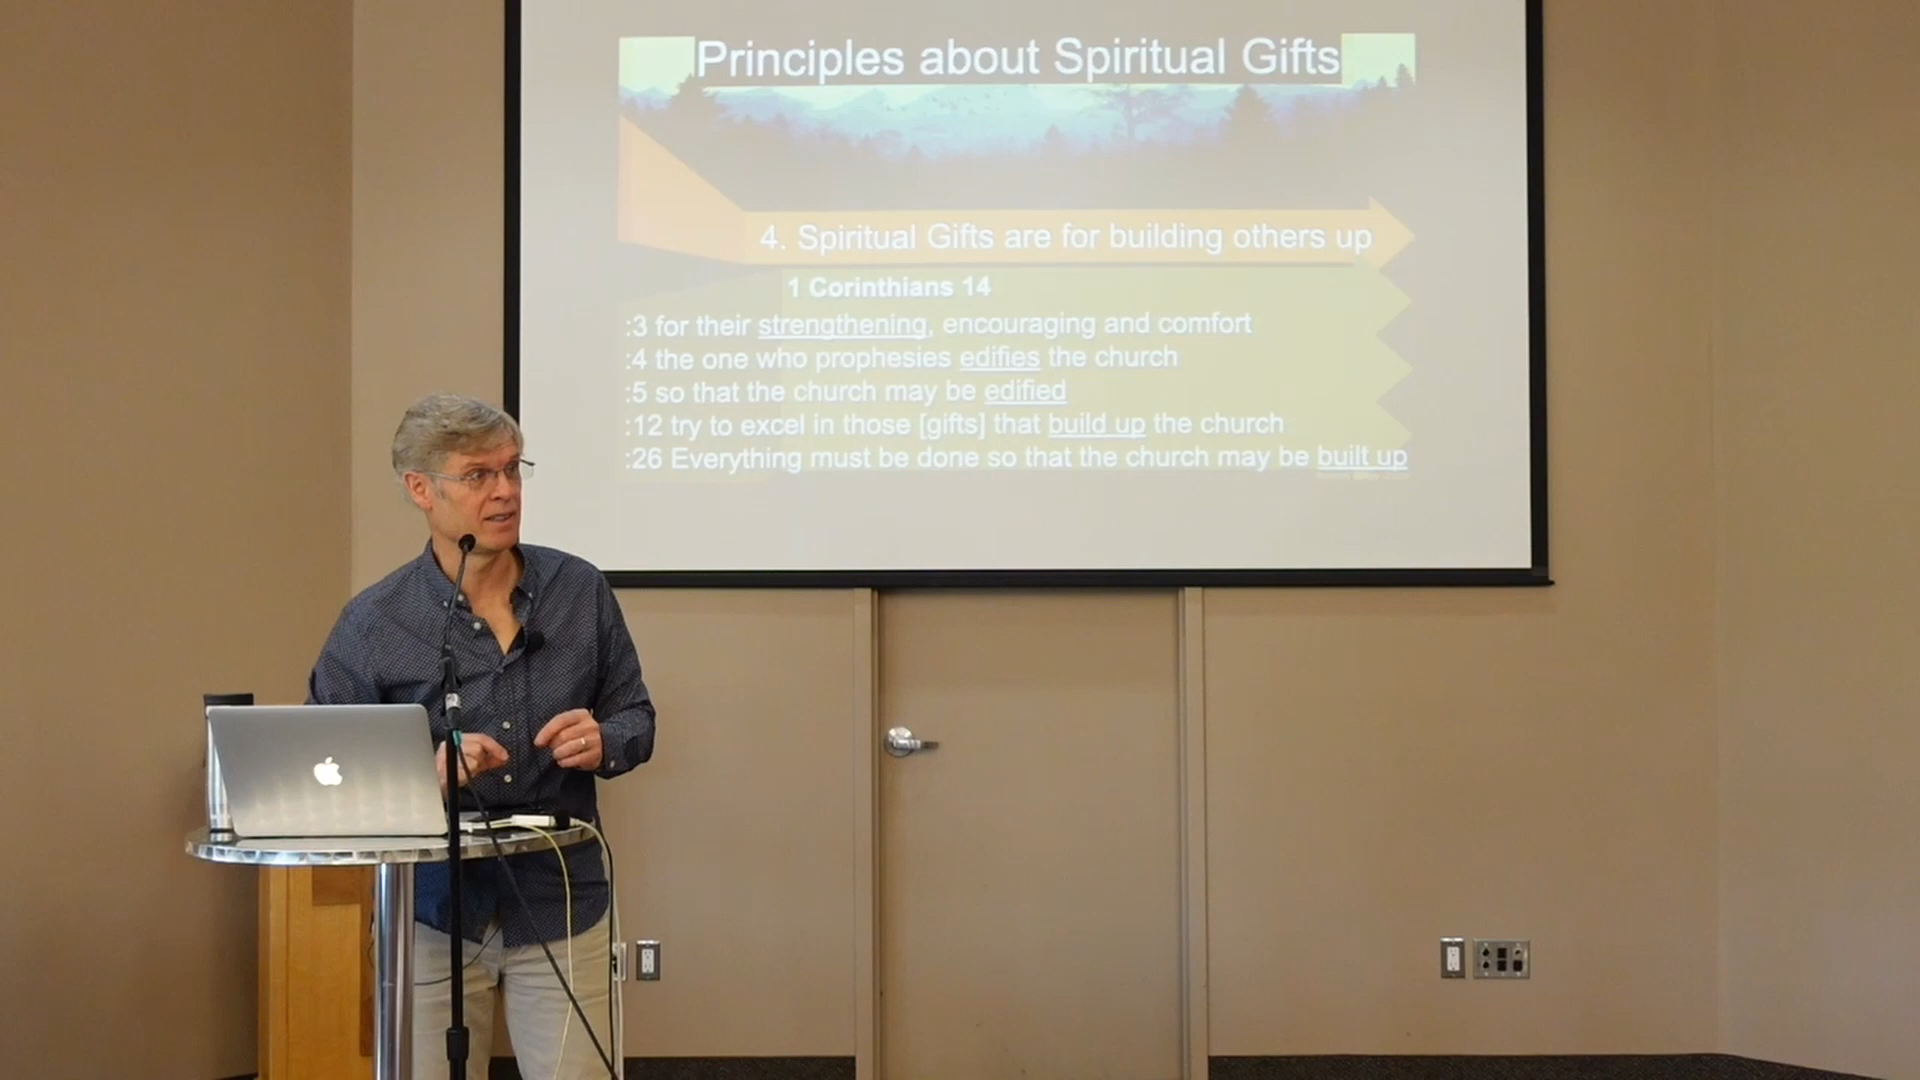 Principles about Spiritual Gifts
4. Spiritual Gifts are for building others up
1 Corinthians 14
:3 for their strengthening, encouraging and comfort
:4 the one who prophesies edifies the church
:5 so that the church may be edified
:12 try to excel in those [gifts] that build up the church
:26 Everything must be done so that the church may be built up